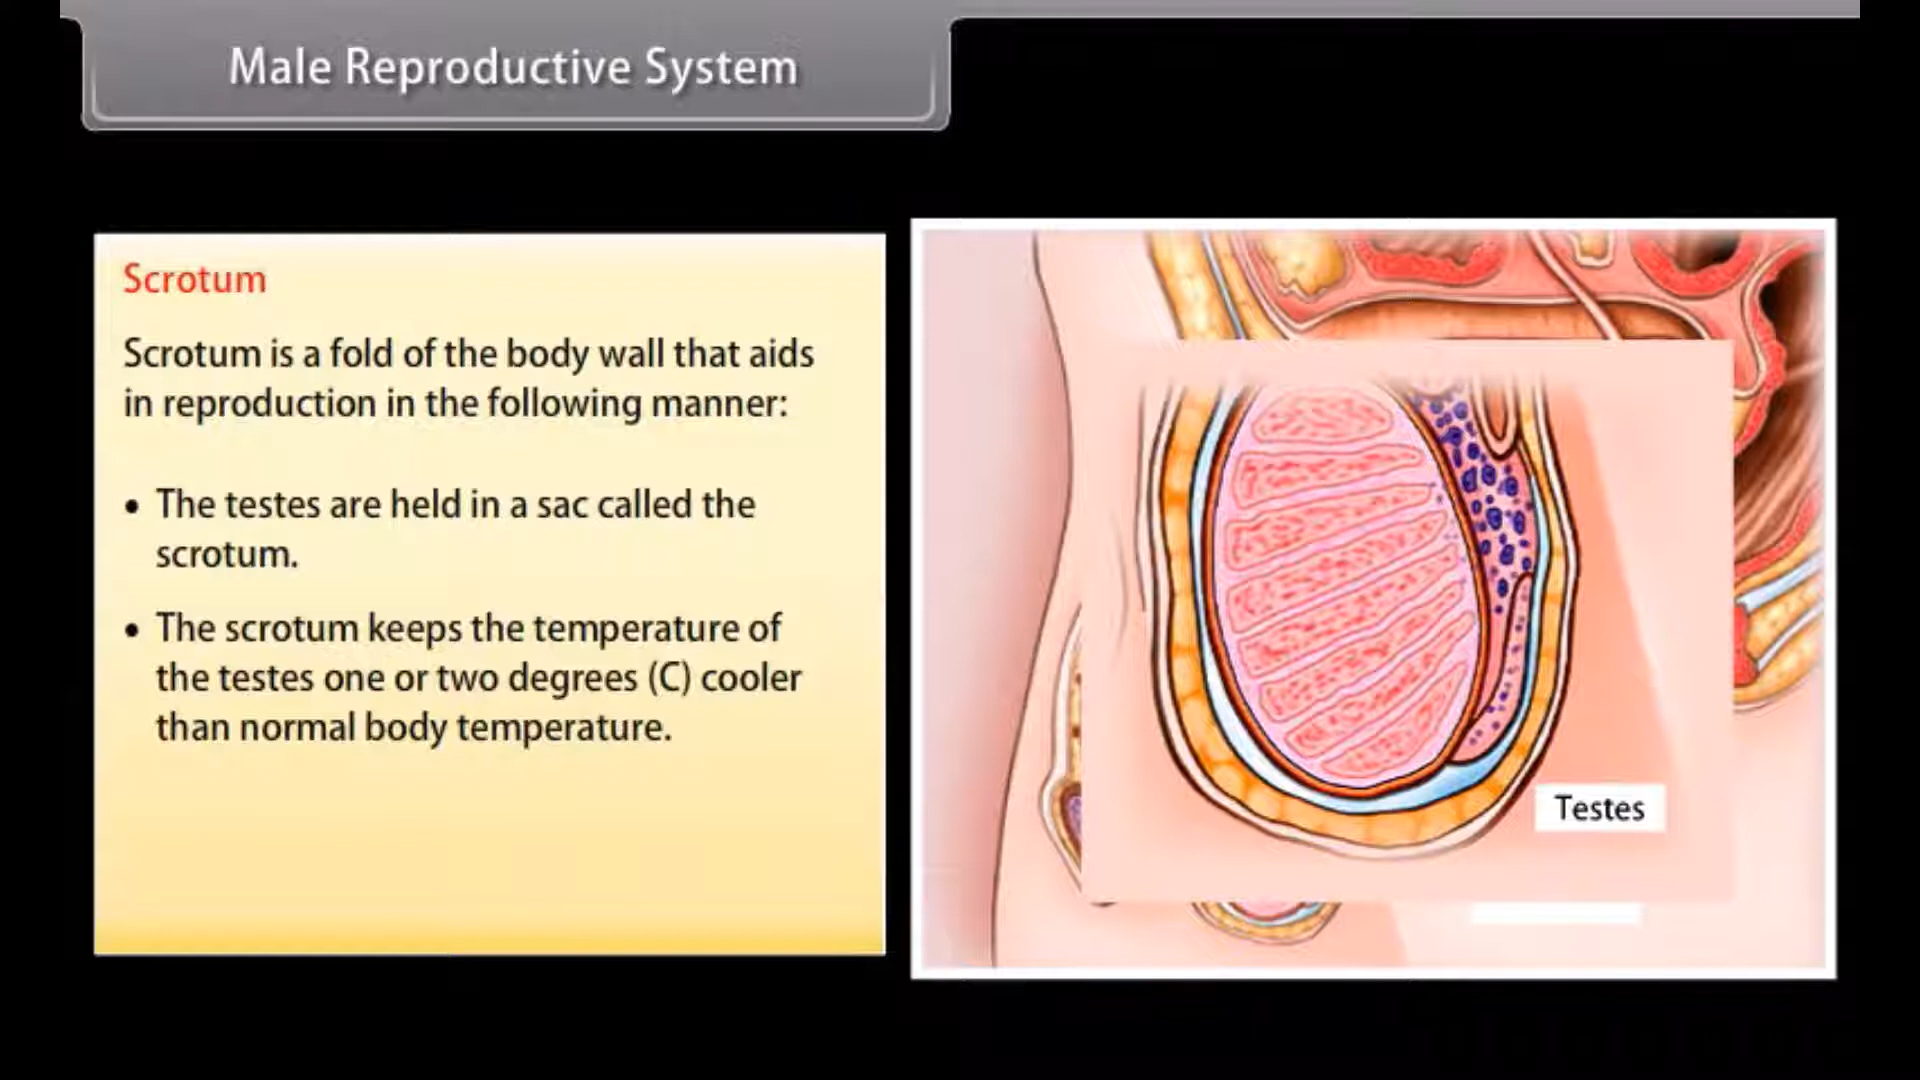 Male Reproductive System
Scrotum
Scrotum is a fold of the body wall that aids
in reproduction in the following manner:
• The testes are held in a sac called the
scrotum.
• The scrotum keeps the temperature of
the testes one or two degrees (C) cooler
than normal body temperature.
Testes